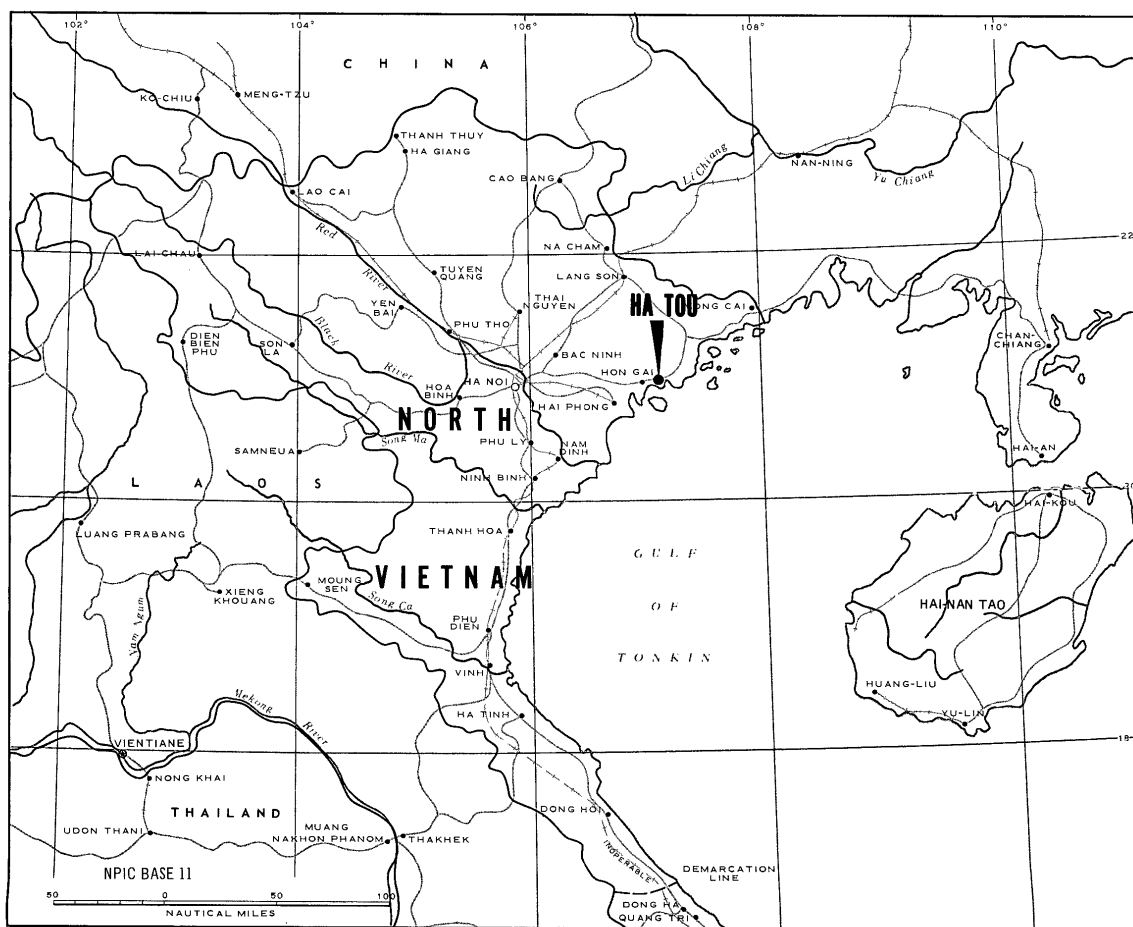 102°
104°
106°
108°
110°
CHINA
KO-CHIU
MENG-TZU
THANH THUY
HA GIANG
CAO BANG
Li Chiang
NAN-NING
Yu Chiang
LAO CAI
Red
River
NA CHAM
22
LAI CHAU
TUYEN
QUANG
LANG SON
HA TOU
THAI
NGUYEN
YEN
BAI
PHU THO
DIEN
BIEN
PHU
SON
LA
Black
River
BAC NINH
CHAN-
CHIANG
HON GAI
HA NOI
HOA
BINH
HAI PHONG
NORTH
Song Ma
PHU LY
NAM
DINH
SAMNEUA
HAI-AN
NINH BINH
LAOS
20
HAI-KOU
LUANG PRABANG
THANH HOA
GULF
OF
TONKIN
VIETNAM
MOUNG
SEN
XIENG
KHOUANG
Song Ca
HAI-NAN TAO
Nam Ngum
PHU
DIEN
VINH
HUANG-LIU
YU-LIN
HA TINH
Mekong
River
VIENTIANE
18
NONG KHAI
THAILAND
DONG HOI
UDON THANI
MUANG
NAKHON PHANOM
THAKHEK
INOPERABLE
DEMARCATION
LINE
NPIC BASE 11
50 0 50 100
NAUTICAL MILES
DONG HA
QUANG TRI